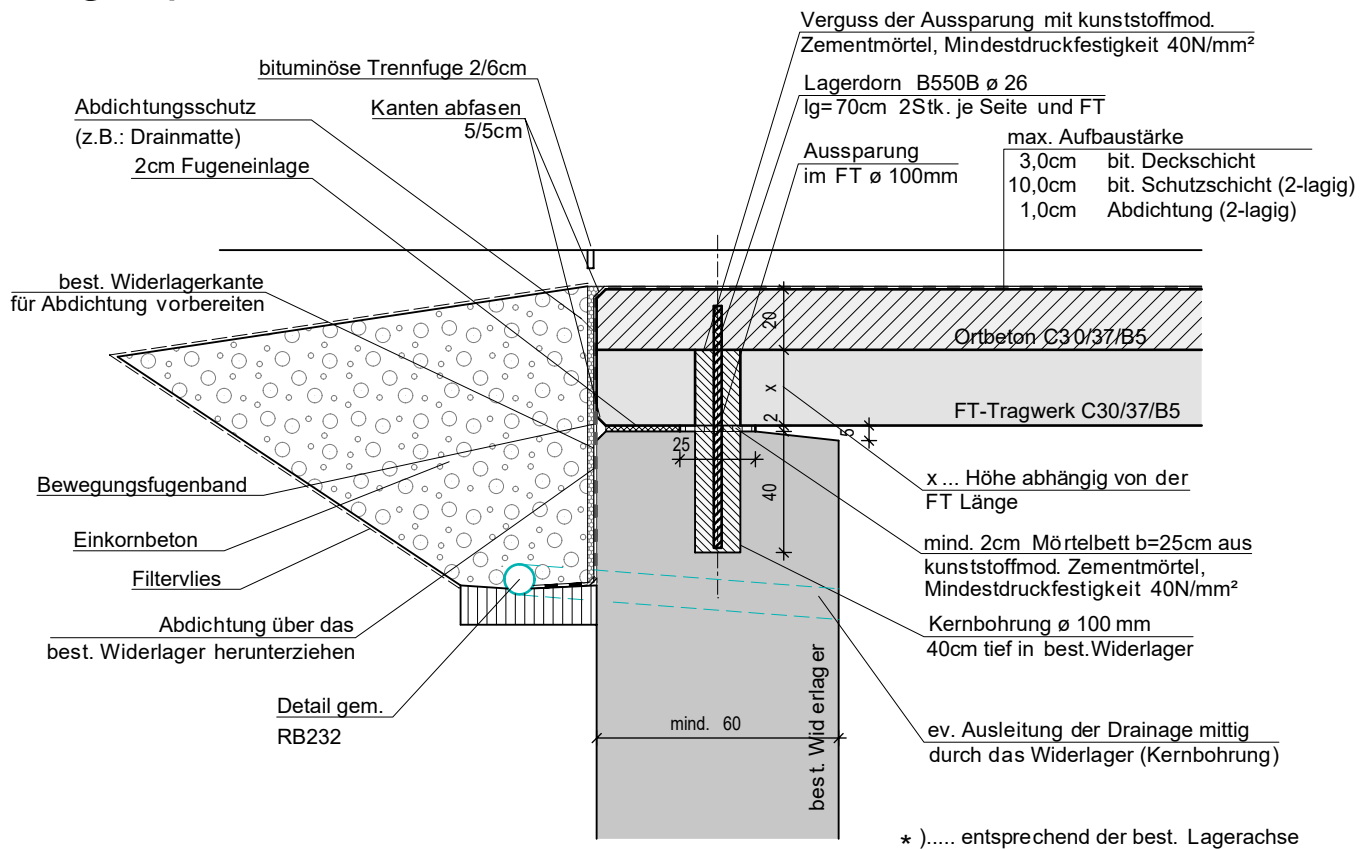 Verguss der Aussparung mit kunststoffmod.
Zementmörtel, Mindestdruckfestigkeit 40N/mm²
bituminöse Trennfuge 2/6cm
Lagerdorn B550B ø 26
lg= 70cm 2Stk. je Seite und FT
Abdichtungsschutz
(z.B.: Drainmatte)
Kanten abfasen
5/5cm
2cm Fugeneinlage
Aussparung
im FT ø 100mm
max. Aufbaustärke
3,0cm bit. Deckschicht
10,0cm bit. Schutzschicht (2-lagig)
1,0cm Abdichtung (2-lagig)
best. Widerlagerkante
für Abdichtung vorbereiten
20
Ortbeton C30/37/B5
x
FT-Tragwerk C30/37/B5
2
5
25
40
Bewegungsfugenband
x ... Höhe abhängig von der
FT Länge
Einkornbeton
mind. 2cm Mörtelbett b=25cm aus
kunststoffmod. Zementmörtel,
Mindestdruckfestigkeit 40N/mm²
Filtervlies
Abdichtung über das
best. Widerlager herunterziehen
Kernbohrung ø 100 mm
40cm tief in best.Widerlager
Detail gem.
RB232
mind. 60
best. Widerlager
ev. Ausleitung der Drainage mittig
durch das Widerlager (Kernbohrung)
* )..... entsprechend der best. Lagerachse